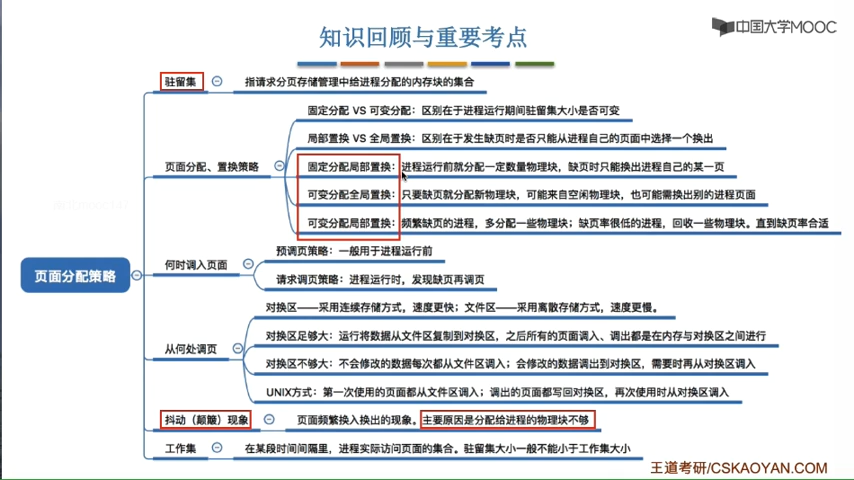 知识回顾与重要考点
中国大学MOOC
驻留集
指请求分页存储管理中给进程分配的内存块的集合
页面分配、置换策略
固定分配 VS 可变分配：区别在于进程运行期间驻留集大小是否可变
局部置换 VS 全局置换：区别在于发生缺页时是否只能从进程自己的页面中选择一个换出
固定分配局部置换：进程运行前就分配一定数量物理块，缺页时只能换出进程自己的某一页
可变分配全局置换：只要缺页就分配新物理块，可能来自空闲物理块，也可能需换出别的进程页面
可变分配局部置换：频繁缺页的进程，多分配一些物理块；缺页率很低的进程，回收一些物理块。直到缺页率合适
页面分配策略
何时调入页面
预调页策略：一般用于进程运行前
请求调页策略：进程运行时，发现缺页再调页
从何处调页
对换区——采用连续存储方式，速度更快；文件区——采用离散存储方式，速度更慢。
对换区足够大：运行将数据从文件区复制到对换区，之后所有的页面调入、调出都是在内存与对换区之间进行
对换区不够大：不会修改的数据每次都从文件区调入；会修改的数据调出到对换区，需要时再从对换区调入
UNIX方式：第一次使用的页面都从文件区调入；调出的页面都写回对换区，再次使用时从对换区调入
抖动（颠簸）现象
页面频繁换入换出的现象。主要原因是分配给进程的物理块不够
工作集
在某段时间间隔里，进程实际访问页面的集合。驻留集大小一般不能小于工作集大小
王道考研/CSKAOYAN.COM